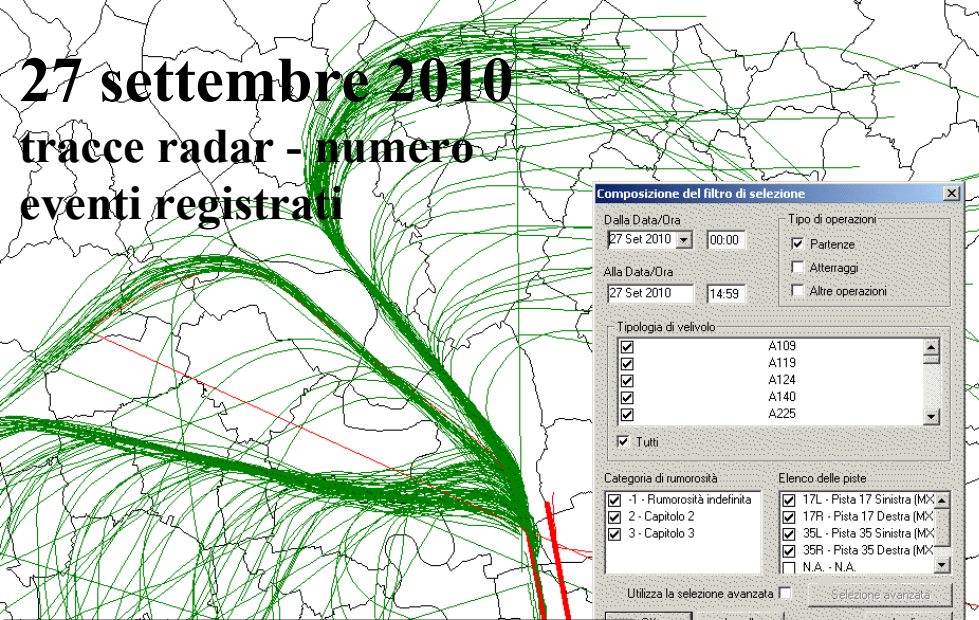 27 settembre 2010
tracce radar - numero
eventi registrati
Composizione del filtro di selezione
Dalla Data/Ora
27 Set 2010
00:00
Tipo di operazioni
Partenze
Atterraggi
Altre operazioni
Alla Data/Ora
27 Set 2010
14:59
Tipologia di velivolo
A109
A119
A124
A140
A225
Tutti
Categoria di rumorosità
-1 - Rumorosità indefinita
2 - Capitolo 2
3 - Capitolo 3
Elenco delle piste
17L - Pista 17 Sinistra (MX
17R - Pista 17 Destra (MX
35L - Pista 35 Sinistra (MX
35R - Pista 35 Destra (MX
N.A. - N.A.
Utilizza la selezione avanzata
Selezione avanzata